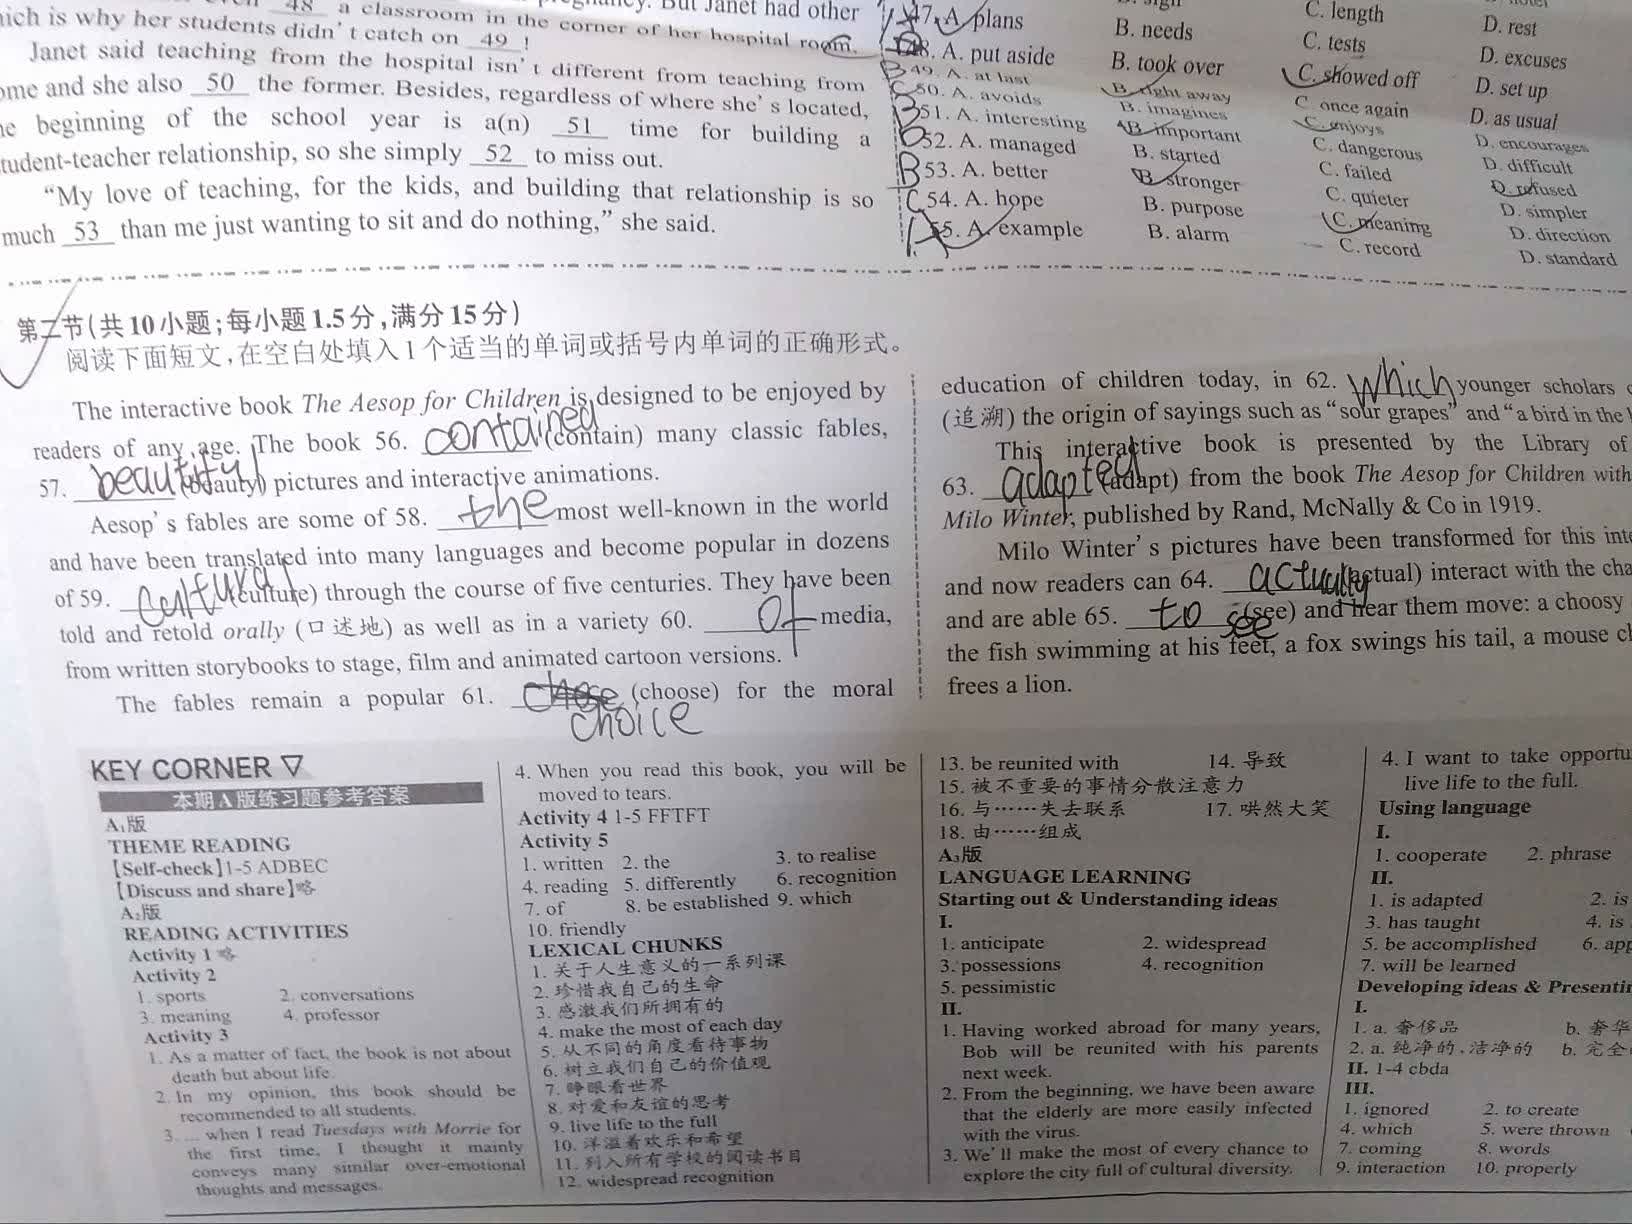 48 a classroom in the corner of her hospital room.
But Janet had other
which is why her students didn't catch on 49 !
Janet said teaching from the hospital isn't different from teaching from
and she also 50 the former. Besides, regardless of where she's located,
beginning of the school year is a(n) 51 time for building a
student-teacher relationship, so she simply 52 to miss out.
"My love of teaching, for the kids, and building that relationship is so
much 53 than me just wanting to sit and do nothing," she said.
47. A. plans B. needs C. length D. rest
48. A. put aside B. took over C. tests D. excuses
49. A. at last B. right away C. showed off D. set up
50. A. avoids B. imagines C. once again D. as usual
51. A. interesting B. important C. enjoys D. encourages
52. A. managed B. started C. dangerous D. difficult
53. A. better B. stronger C. failed D. refused
54. A. hope B. purpose C. quieter D. simpler
55. A. example B. alarm C. meaning D. direction
C. record D. standard
第二节(共10小题;每小题1.5分,满分15分)
阅读下面短文,在空白处填入1个适当的单词或括号内单词的正确形式。
The interactive book The Aesop for Children is designed to be enjoyed by
readers of any age. The book 56. contained (contain) many classic fables,
57. beautiful (beauty) pictures and interactive animations.
Aesop's fables are some of 58. the most well-known in the world
and have been translated into many languages and become popular in dozens
of 59. cultural (culture) through the course of five centuries. They have been
told and retold orally (口述地) as well as in a variety 60. of media,
from written storybooks to stage, film and animated cartoon versions.
The fables remain a popular 61. (choose) for the moral
choice
education of children today, in 62. which younger scholars
(追溯) the origin of sayings such as "sour grapes" and "a bird in the
This interactive book is presented by the Library of
63. adapted (adapt) from the book The Aesop for Children with
Milo Winter, published by Rand, McNally & Co in 1919.
Milo Winter's pictures have been transformed for this
and now readers can 64. actually (actual) interact with the
and are able 65. to see (see) and hear them move: a choosy
the fish swimming at his feet, a fox swings his tail, a mouse
frees a lion.
KEY CORNER ▽
本期A版练习题参考答案
A₁版
THEME READING
【Self-check】1-5 ADBEC
【Discuss and share】略
A₂版
READING ACTIVITIES
Activity 1 略
Activity 2
1. sports 2. conversations
3. meaning 4. professor
Activity 3
1. As a matter of fact, the book is not about
death but about life.
2. In my opinion, this book should be
recommended to all students.
3. ... when I read Tuesdays with Morrie for
the first time, I thought it mainly
conveys many similar over-emotional
thoughts and messages.
4. When you read this book, you will be
moved to tears.
Activity 4 1-5 FFTFT
Activity 5
1. written 2. the 3. to realise
4. reading 5. differently 6. recognition
7. of 8. be established 9. which
10. friendly
LEXICAL CHUNKS
1. 关于人生意义的一系列课
2. 珍惜我自己的生命
3. 感激我们所拥有的
4. make the most of each day
5. 从不同的角度看待事物
6. 树立我们自己的价值观
7. 睁眼看世界
8. 对爱和友谊的思考
9. live life to the full
10. 洋溢着欢乐和希望
11. 列入所有学校的阅读书目
12. widespread recognition
13. be reunited with 14. 导致
15. 被不重要的事情分散注意力
16. 与……失去联系 17. 哄然大笑
18. 由……组成
A₃版
LANGUAGE LEARNING
Starting out & Understanding ideas
I.
1. anticipate 2. widespread
3. possessions 4. recognition
5. pessimistic
II.
1. Having worked abroad for many years,
Bob will be reunited with his parents
next week.
2. From the beginning, we have been aware
that the elderly are more easily infected
with the virus.
3. We'll make the most of every chance to
explore the city full of cultural diversity.
4. I want to take
live life to the full.
Using language
I.
1. cooperate 2. phrase
II.
1. is adapted 2. is
3. has taught 4. is
5. be accomplished 6.
7. will be learned
Developing ideas &
I.
1. a. 奢侈品 b. 奢华
2. a. 纯净的,洁净的 b. 完全
II. 1-4 cbda
III.
1. ignored 2. to create
4. which 5. were thrown
7. coming 8. words
9. interaction 10. properly